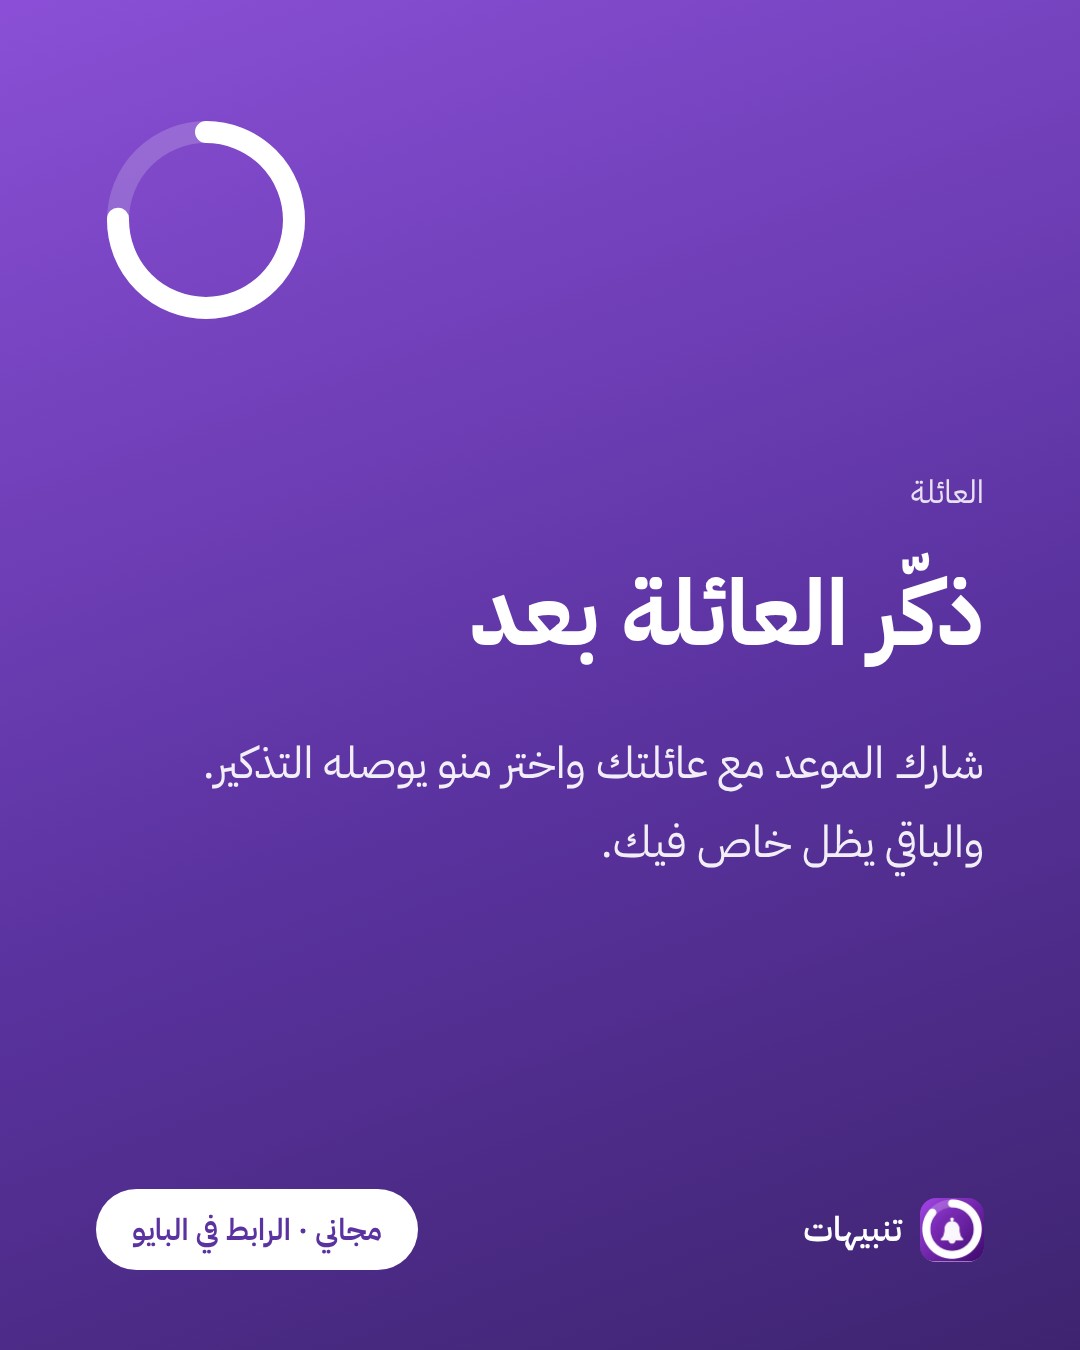 العائلة
ذكّر العائلة بعد
شارك الموعد مع عائلتك واختر منو يوصله التذكير.
والباقي يظل خاص فيك.
تنبيهات
مجاني · الرابط في البايو